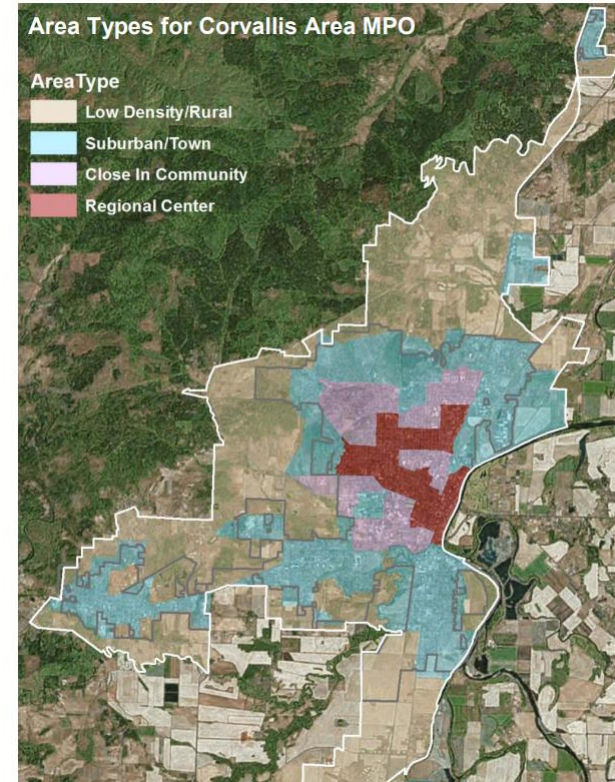 Area Types for Corvallis Area MPO
AreaType
Low Density/Rural
Suburban/Town
Close In Community
Regional Center